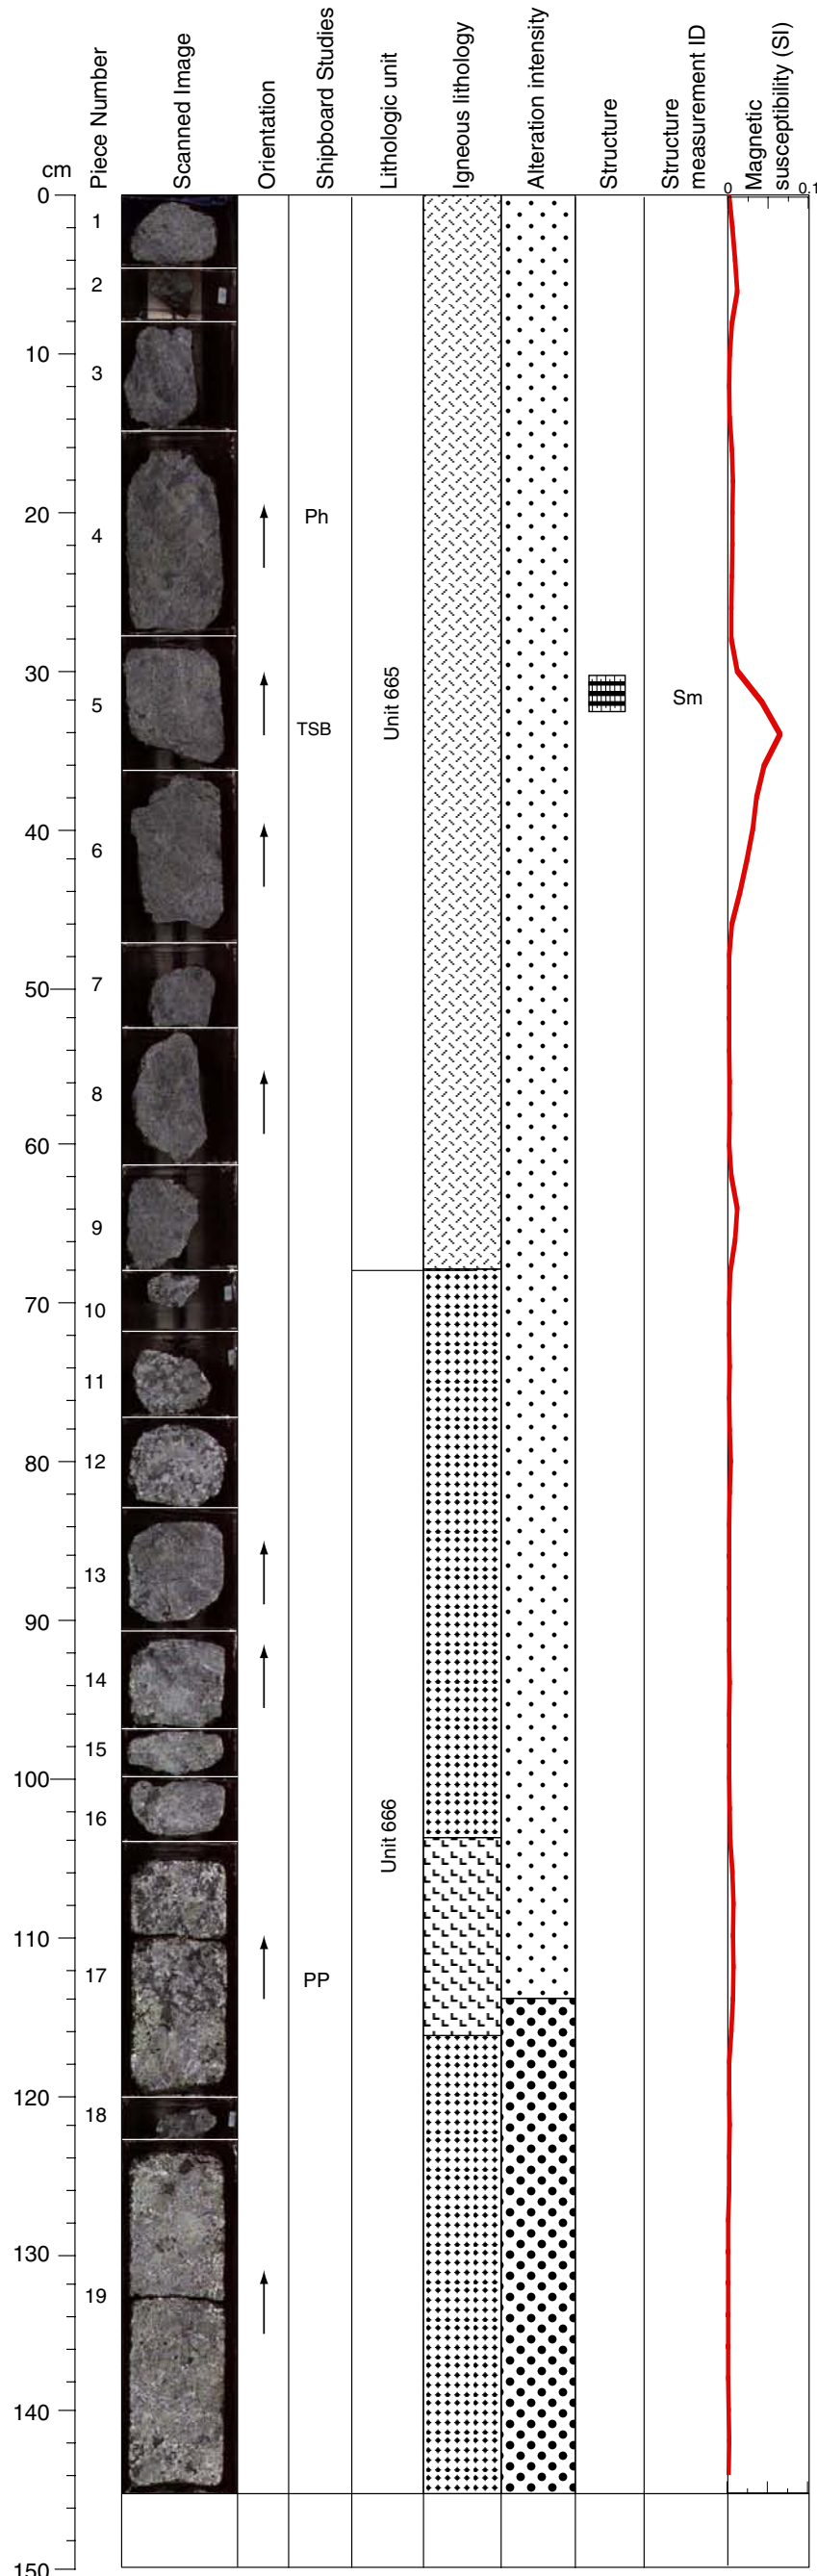 cm
Piece Number
Scanned Image
Orientation
Shipboard Studies
Lithologic unit
Igneous lithology
Alteration intensity
Structure
Structure
measurement ID
Magnetic
susceptibility (SI)
0 0.1
0
1
2
10
3
20
4
Ph
30
5
TSB
Unit 665
Sm
40
6
50
7
8
60
9
70
10
11
80
12
13
90
14
15
100
16
Unit 666
110
17
PP
120
18
130
19
140
150